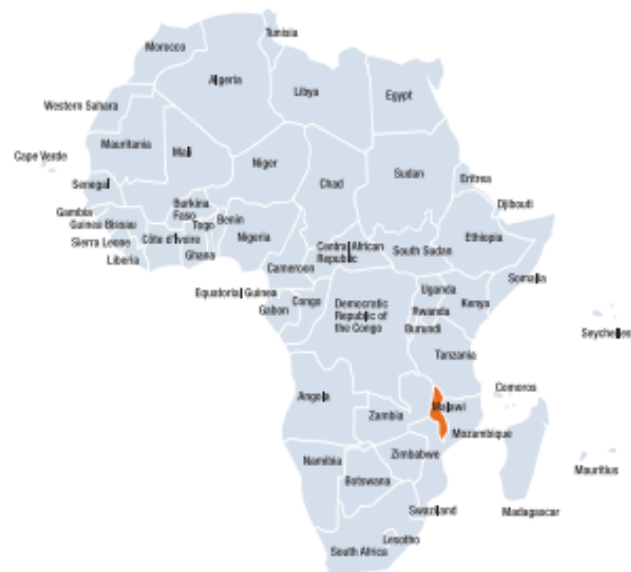 Tunisia
Morocco
Algeria
Libya
Egypt
Western Sahara
Mauritania
Mali
Cape Verde
Niger
Sudan
Senegal
Chad
Eritrea
Burkina
Faso
Djibouti
Gambia
Benin
Guinea Bissau
Togo
Nigeria
Ethiopia
Sierra Leone
Côte d'Ivoire
Central African
Republic
South Sudan
Ghana
Liberia
Cameroon
Somalia
Uganda
Equatorial Guinea
Congo
Kenya
Gabon
Democratic
Republic of
the Congo
Rwanda
Burundi
Seychelles
Tanzania
Comoros
Angola
Malawi
Zambia
Mozambique
Zimbabwe
Namibia
Mauritius
Botswana
Swaziland
Madagascar
Lesotho
South Africa